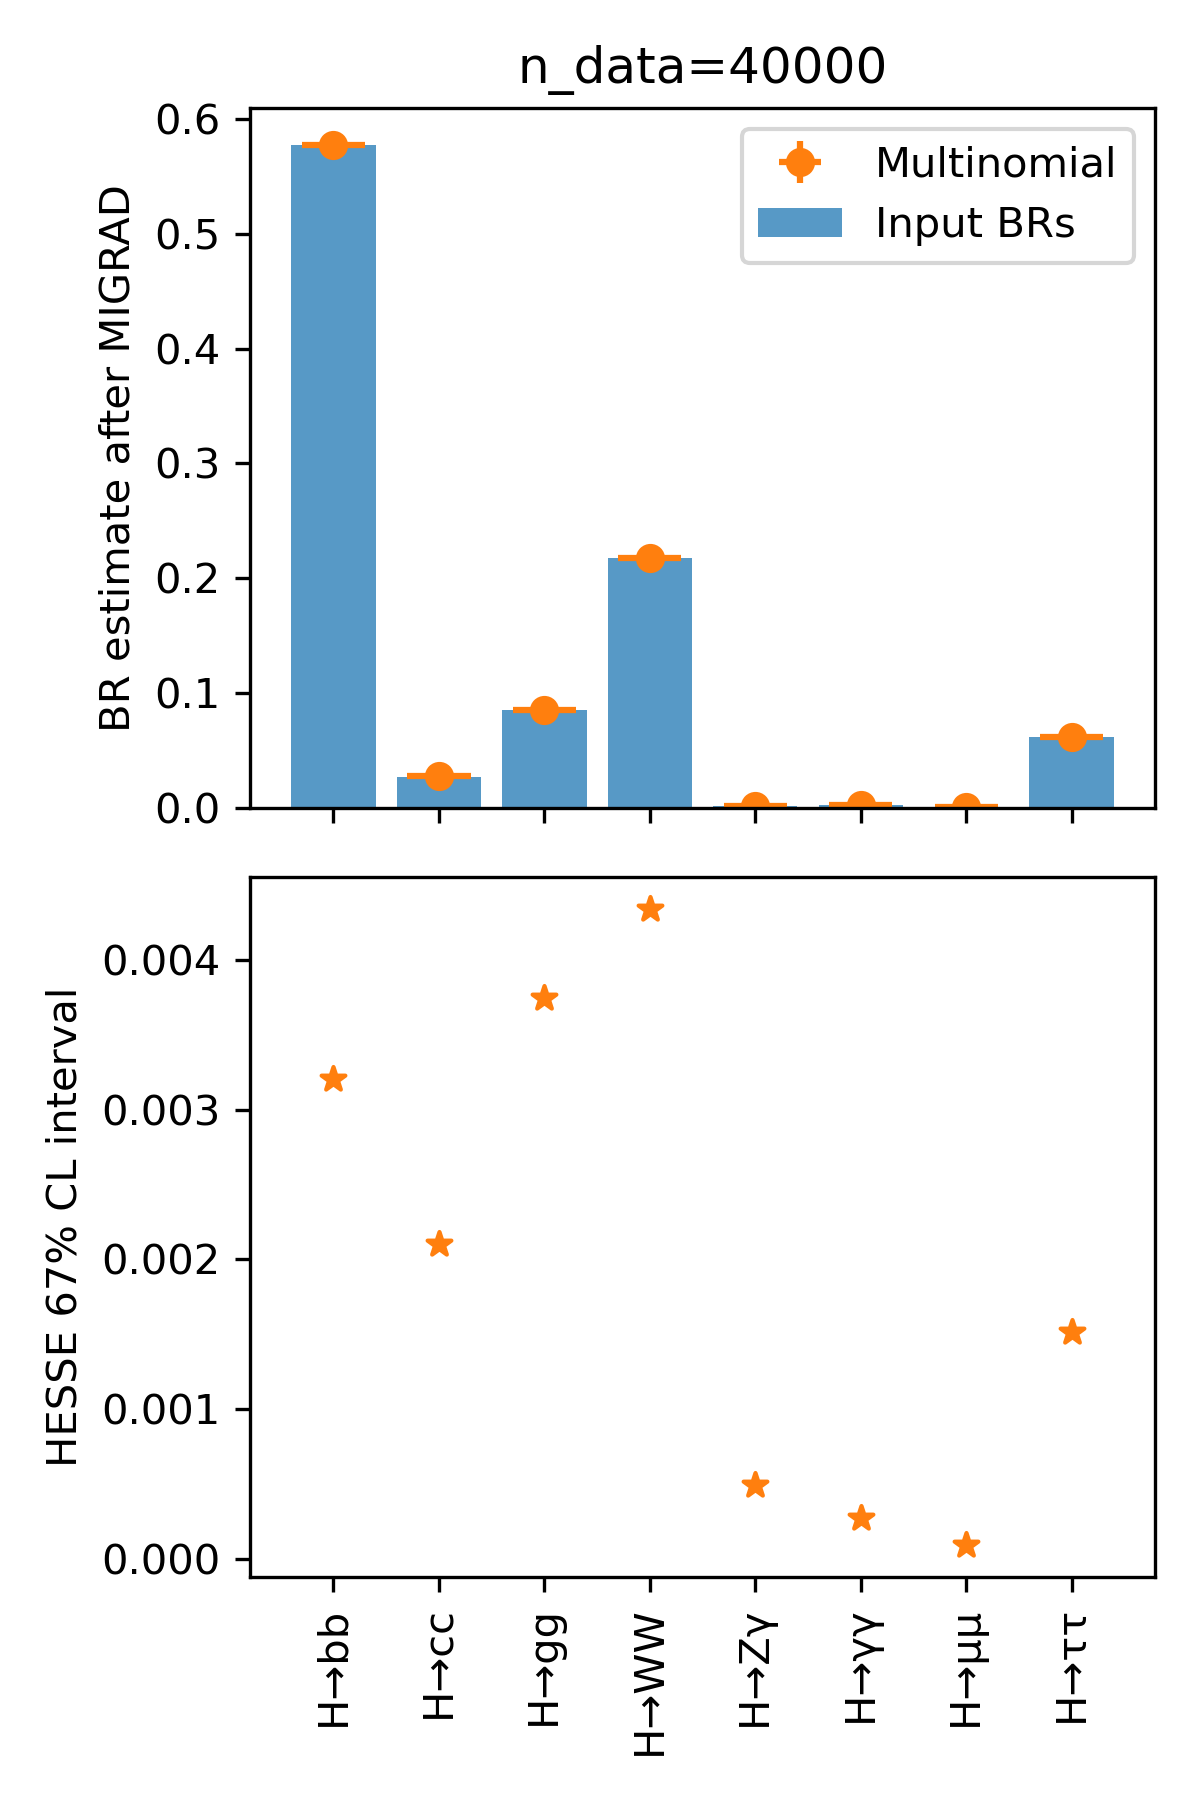 n_data=40000
0.6
0.5
0.4
0.3
0.2
0.1
0.0
BR estimate after MIGRAD
Multinomial
Input BRs
0.004
0.003
0.002
0.001
0.000
HESSE 67% CL interval
H→bb
H→cc
H→gg
H→WW
H→Zγ
H→γγ
H→μμ
H→ττ